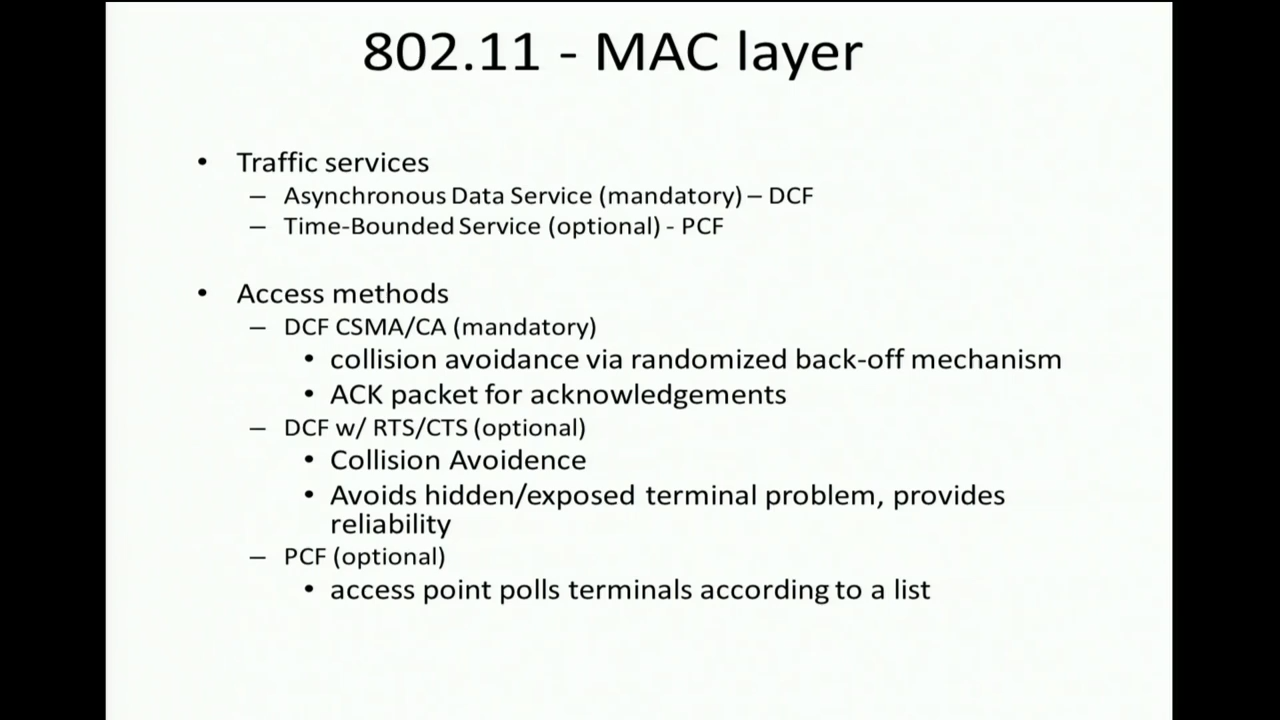 802.11 - MAC layer
• Traffic services
– Asynchronous Data Service (mandatory) – DCF
– Time-Bounded Service (optional) - PCF
• Access methods
– DCF CSMA/CA (mandatory)
• collision avoidance via randomized back-off mechanism
• ACK packet for acknowledgements
– DCF w/ RTS/CTS (optional)
• Collision Avoidence
• Avoids hidden/exposed terminal problem, provides
reliability
– PCF (optional)
• access point polls terminals according to a list